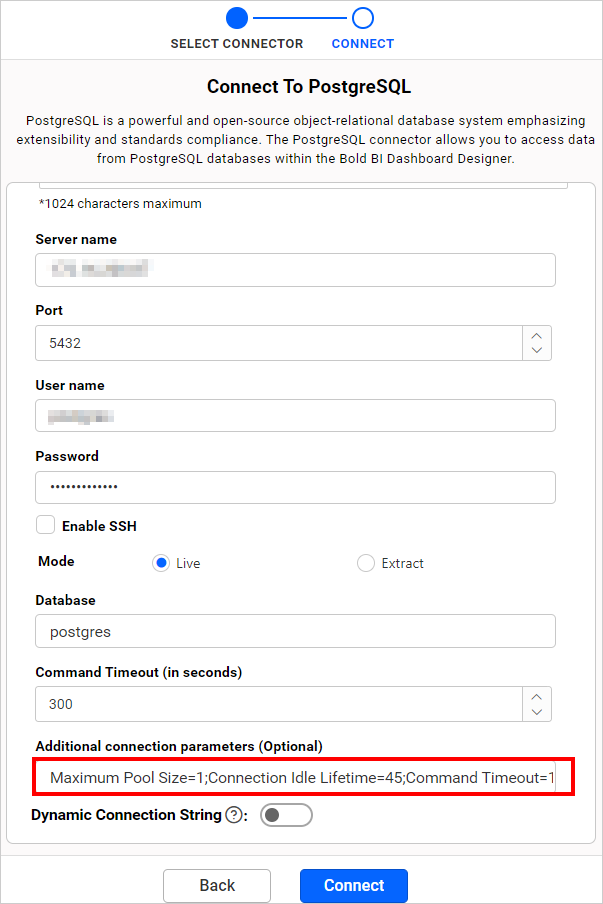 SELECT CONNECTOR
CONNECT
Connect To PostgreSQL
PostgreSQL is a powerful and open-source object-relational database system emphasizing
extensibility and standards compliance. The PostgreSQL connector allows you to access data
from PostgreSQL databases within the Bold BI Dashboard Designer.
*1024 characters maximum
Server name
Port
5432
User name
Password
•••••••••••••
Enable SSH
Mode
Live
Extract
Database
postgres
Command Timeout (in seconds)
300
Additional connection parameters (Optional)
Maximum Pool Size=1;Connection Idle Lifetime=45;Command Timeout=1
Dynamic Connection String ? :
Back
Connect